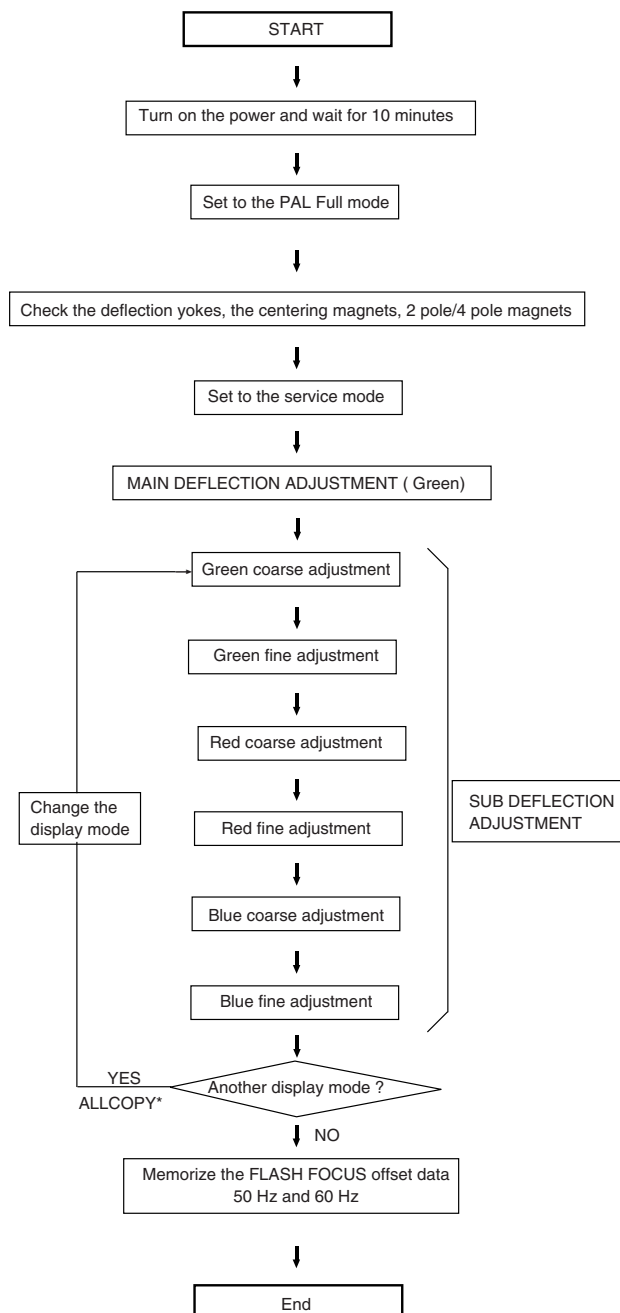 START
Turn on the power and wait for 10 minutes
Set to the PAL Full mode
Check the deflection yokes, the centering magnets, 2 pole/4 pole magnets
Set to the service mode
MAIN DEFLECTION ADJUSTMENT ( Green)
Green coarse adjustment
Green fine adjustment
Red coarse adjustment
Change the
display mode
Red fine adjustment
SUB DEFLECTION
ADJUSTMENT
Blue coarse adjustment
Blue fine adjustment
Another display mode ?
YES
ALLCOPY*
NO
Memorize the FLASH FOCUS offset data
50 Hz and 60 Hz
End